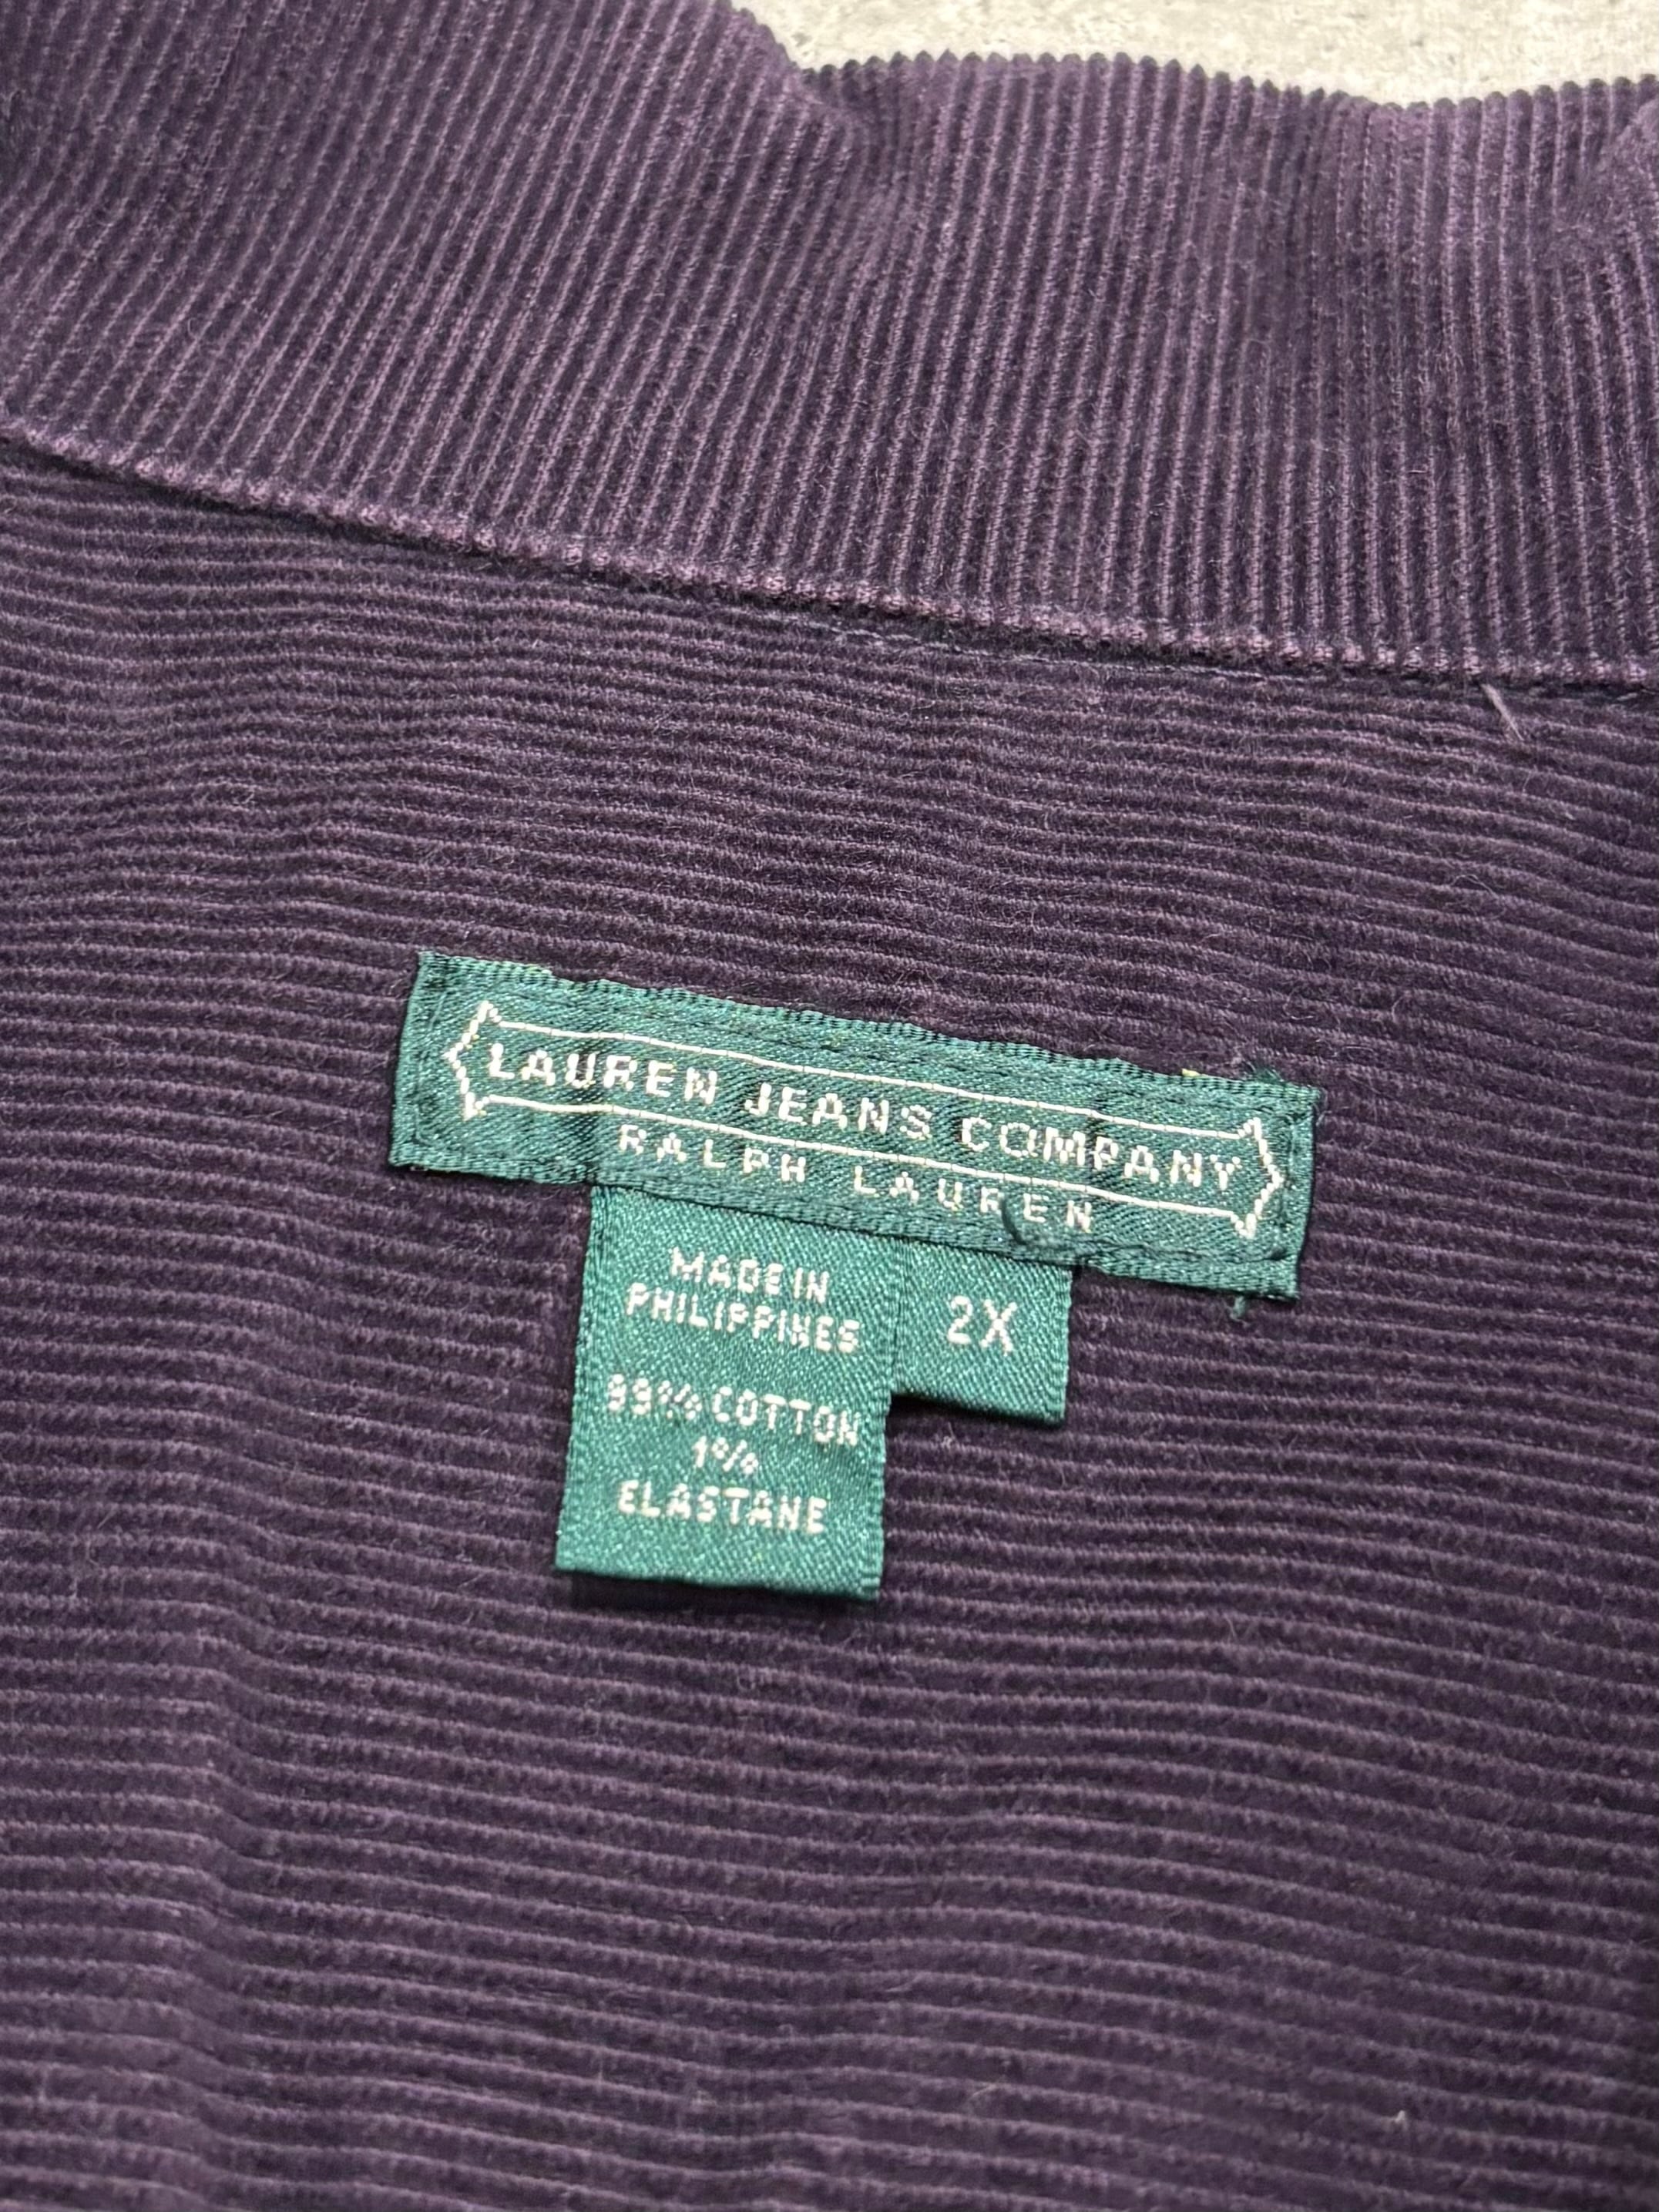 LAUREN JEANS COMPANY
RALPH LAUREN
MADE IN
PHILIPPINES
2X
99% COTTON
1%
ELASTANE